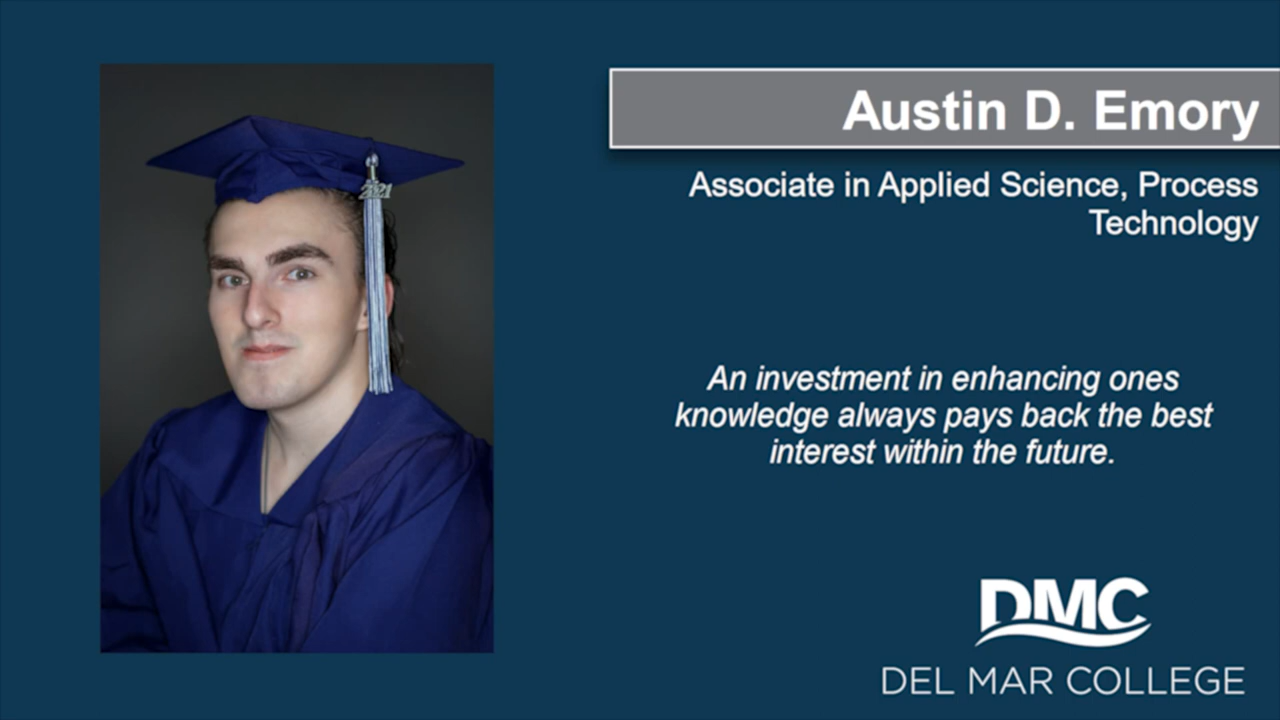 Austin D. Emory
Associate in Applied Science, Process
Technology
2021
An investment in enhancing ones
knowledge always pays back the best
interest within the future.
DMC
DEL MAR COLLEGE